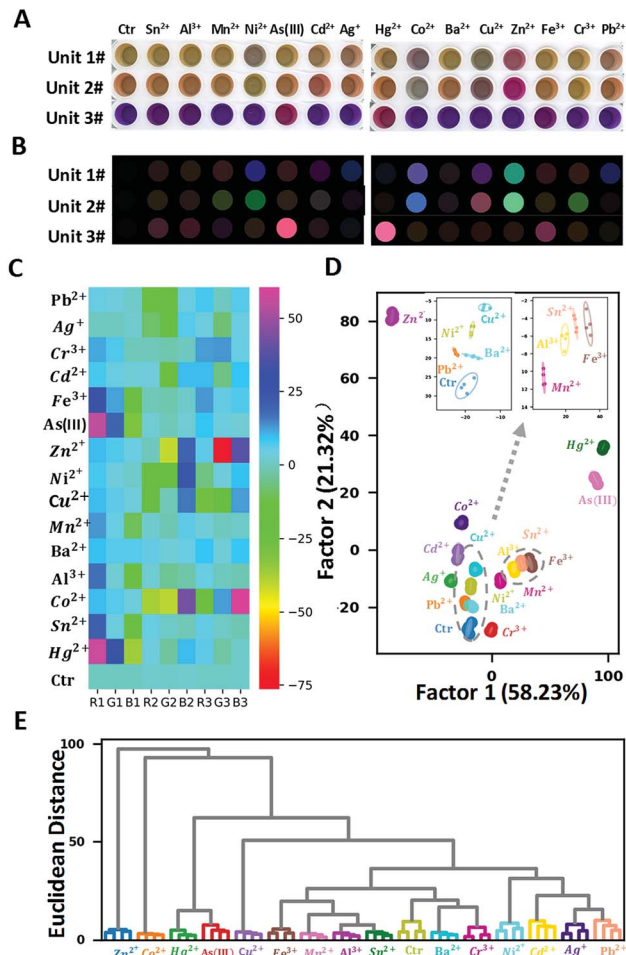 A
Ctr Sn²⁺ Al³⁺ Mn²⁺ Ni²⁺ As(III) Cd²⁺ Ag⁺ Hg²⁺ Co²⁺ Ba²⁺ Cu²⁺ Zn²⁺ Fe³⁺ Cr³⁺ Pb²⁺
Unit 1#
Unit 2#
Unit 3#
B
Unit 1#
Unit 2#
Unit 3#
C
Pb²⁺
Ag⁺
Cr³⁺
Cd²⁺
Fe³⁺
As(III)
Zn²⁺
Ni²⁺
Cu²⁺
Mn²⁺
Ba²⁺
Al³⁺
Co²⁺
Sn²⁺
Hg²⁺
Ctr
R1 G1 B1 R2 G2 B2 R3 G3 B3
50
25
0
−25
−50
−75
D
Factor 2 (21.32%)
80
60
40
20
0
-20
Zn²
Hg²⁺
As(III)
Co²⁺
Cd²⁺
Cu²⁺
Sn²⁺
Al³⁺
Fe³⁺
Ag⁺
Ni²⁺
Mn²⁺
Pb²⁺
Ba²⁺
Ctr
Cr³⁺
−5
−10
15
20
25
30
−20 −10
Cu²⁺
Ni²⁺
Ba²⁺
Pb²⁺
Ctr
−2
−4
−6
−8
−10
−12
20 40
Sn²⁺
Al³⁺
Fe³⁺
Mn²⁺
0 100
Factor 1 (58.23%)
E
Euclidean Distance
100
50
0
Zn²⁺ Co²⁺ Hg²⁺ As(III) Cu²⁺ Fe³⁺ Mn²⁺ Al³⁺ Sn²⁺ Ctr Ba²⁺ Cr³⁺ Ni²⁺ Cd²⁺ Ag⁺ Pb²⁺